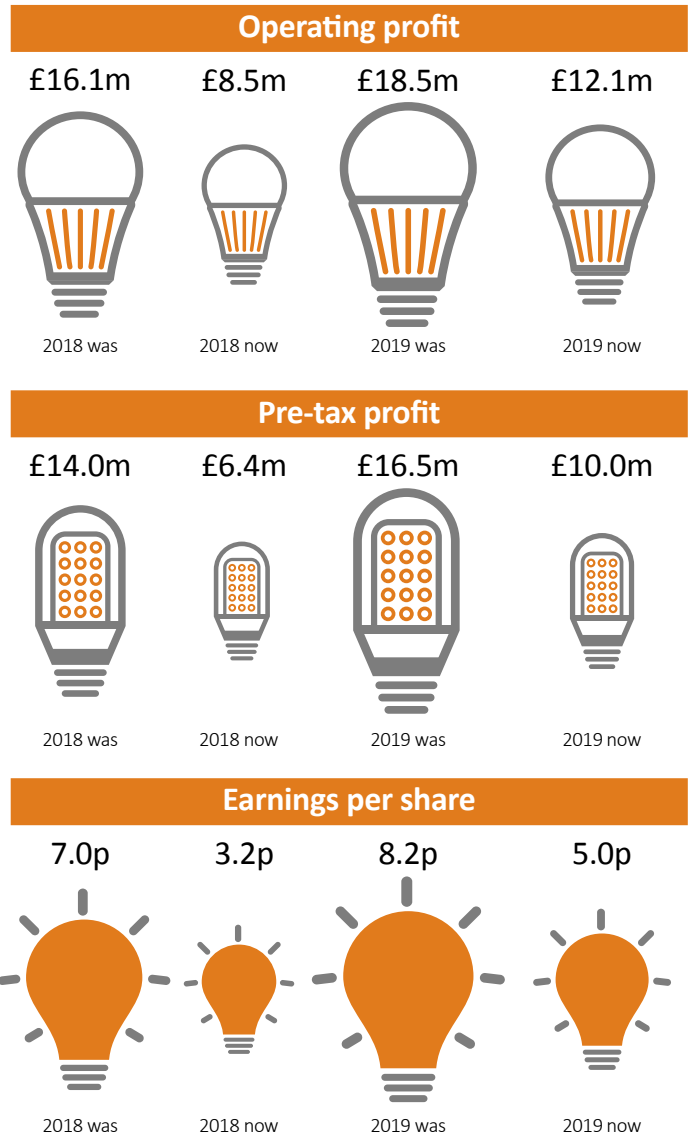 Operating profit
£16.1m £8.5m £18.5m £12.1m
2018 was 2018 now 2019 was 2019 now
Pre-tax profit
£14.0m £6.4m £16.5m £10.0m
2018 was 2018 now 2019 was 2019 now
Earnings per share
7.0p 3.2p 8.2p 5.0p
2018 was 2018 now 2019 was 2019 now